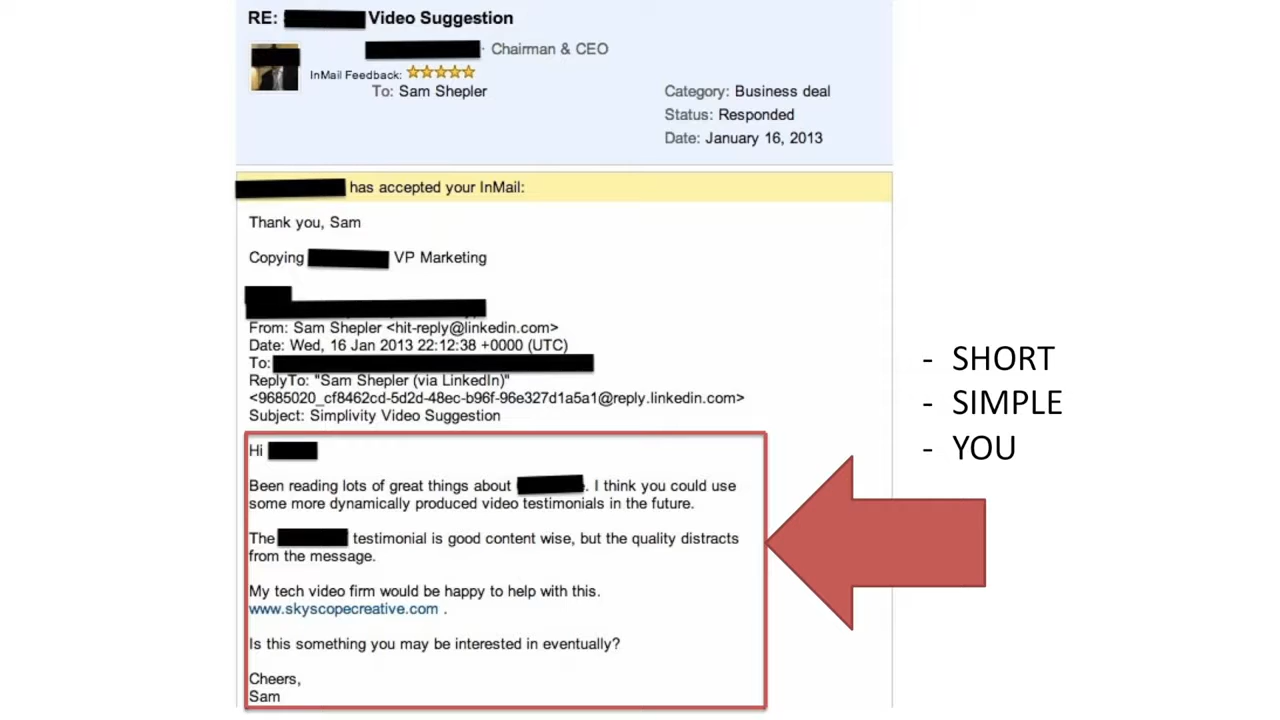 RE: Video Suggestion
· Chairman & CEO
InMail Feedback:
To: Sam Shepler
Category: Business deal
Status: Responded
Date: January 16, 2013
has accepted your InMail:
Thank you, Sam
Copying VP Marketing
From: Sam Shepler <hit-reply@linkedin.com>
Date: Wed, 16 Jan 2013 22:12:38 +0000 (UTC)
To:
ReplyTo: "Sam Shepler (via LinkedIn)"
<9685020_cf8462cd-5d2d-48ec-b96f-96e327d1a5a1@reply.linkedin.com>
Subject: Simplivity Video Suggestion
Hi
Been reading lots of great things about . I think you could use
some more dynamically produced video testimonials in the future.
The testimonial is good content wise, but the quality distracts
from the message.
My tech video firm would be happy to help with this.
www.skyscopecreative.com .
Is this something you may be interested in eventually?
Cheers,
Sam
- SHORT
- SIMPLE
- YOU